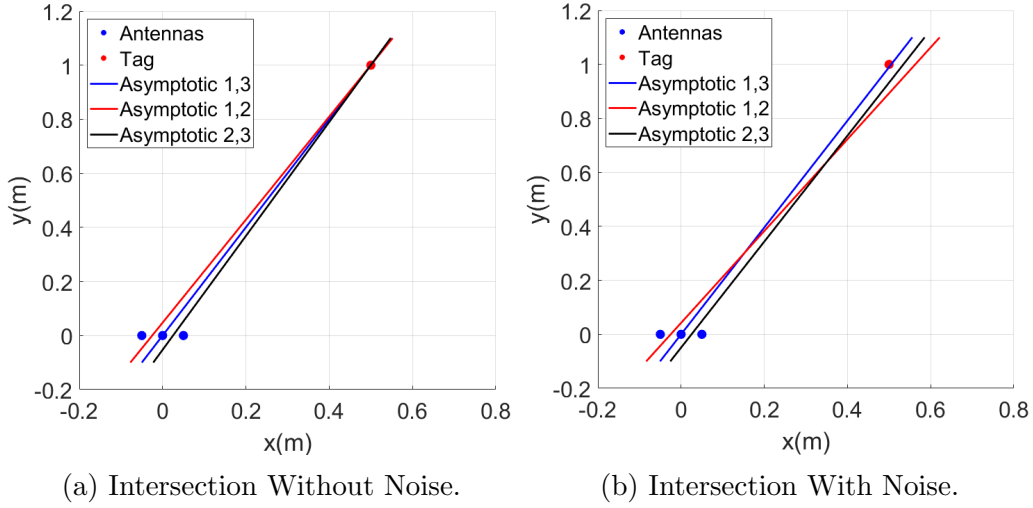 1.2
1
0.8
0.6
0.4
0.2
0
-0.2
y(m)
Antennas
Tag
Asymptotic 1,3
Asymptotic 1,2
Asymptotic 2,3
-0.2 0 0.2 0.4 0.6 0.8
x(m)
(a) Intersection Without Noise.
1.2
1
0.8
0.6
0.4
0.2
0
-0.2
y(m)
Antennas
Tag
Asymptotic 1,3
Asymptotic 1,2
Asymptotic 2,3
-0.2 0 0.2 0.4 0.6 0.8
x(m)
(b) Intersection With Noise.